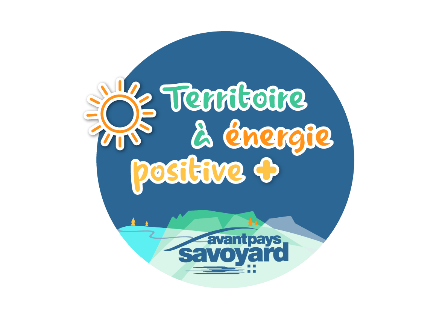 Territoire
à énergie
positive +
avantpays
savoyard